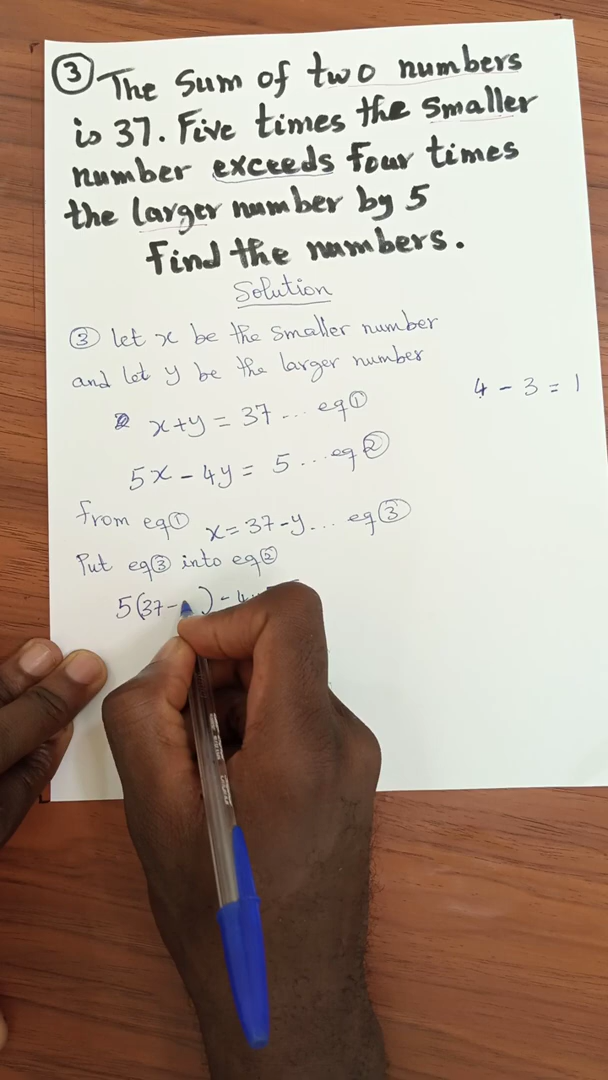 ③ The Sum of two numbers
is 37. Five times the smaller
number exceeds four times
the larger number by 5
find the numbers.
Solution
③ let x be the smaller number
and let y be the larger number
4 - 3 = 1
x+y = 37 ... eq①
5x - 4y = 5 ... eq②
from eq① x = 37-y ... eq③
Put eq③ into eq②
5(37- ) - 4